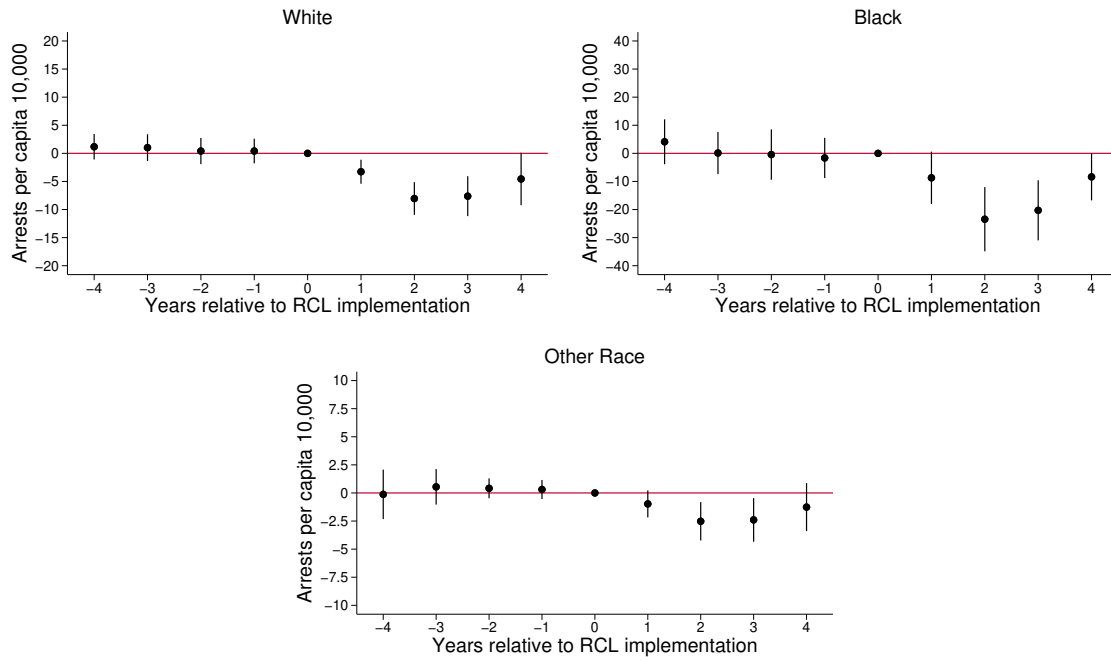 White
Arrests per capita 10,000
20
15
10
5
0
−5
−10
−15
−20
−4 −3 −2 −1 0 1 2 3 4
Years relative to RCL implementation
Black
Arrests per capita 10,000
40
30
20
10
0
−10
−20
−30
−40
−4 −3 −2 −1 0 1 2 3 4
Years relative to RCL implementation
Other Race
Arrests per capita 10,000
10
7.5
5
2.5
0
−2.5
−5
−7.5
−10
−4 −3 −2 −1 0 1 2 3 4
Years relative to RCL implementation